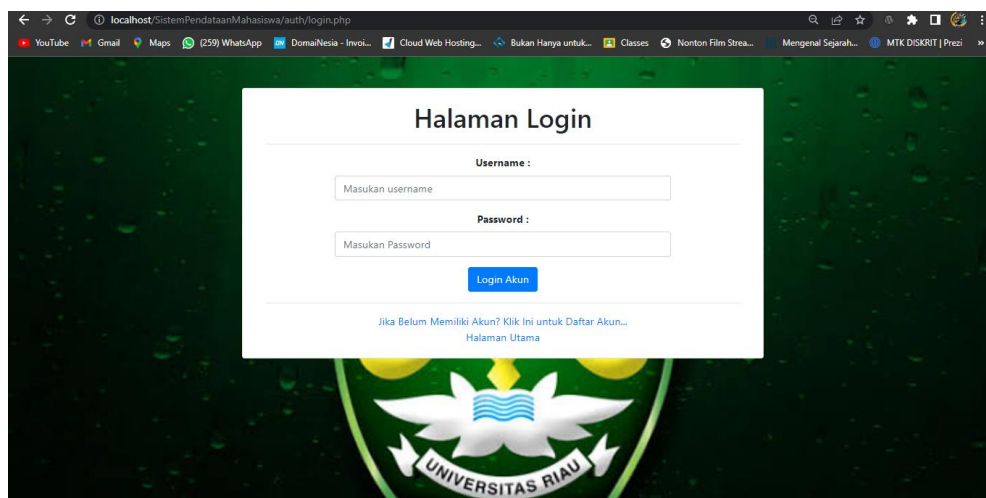 localhost/SistemPendataanMahasiswa/auth/login.php
YouTube Gmail Maps (259) WhatsApp DomaiNesia - Invoi... Cloud Web Hosting... Bukan Hanya untuk... Classes Nonton Film Strea... Mengenal Sejarah... MTK DISKRIT | Prezi »
Halaman Login
Username :
Masukan username
Password :
Masukan Password
Login Akun
Jika Belum Memiliki Akun? Klik Ini untuk Daftar Akun...
Halaman Utama
UNIVERSITAS RIAU